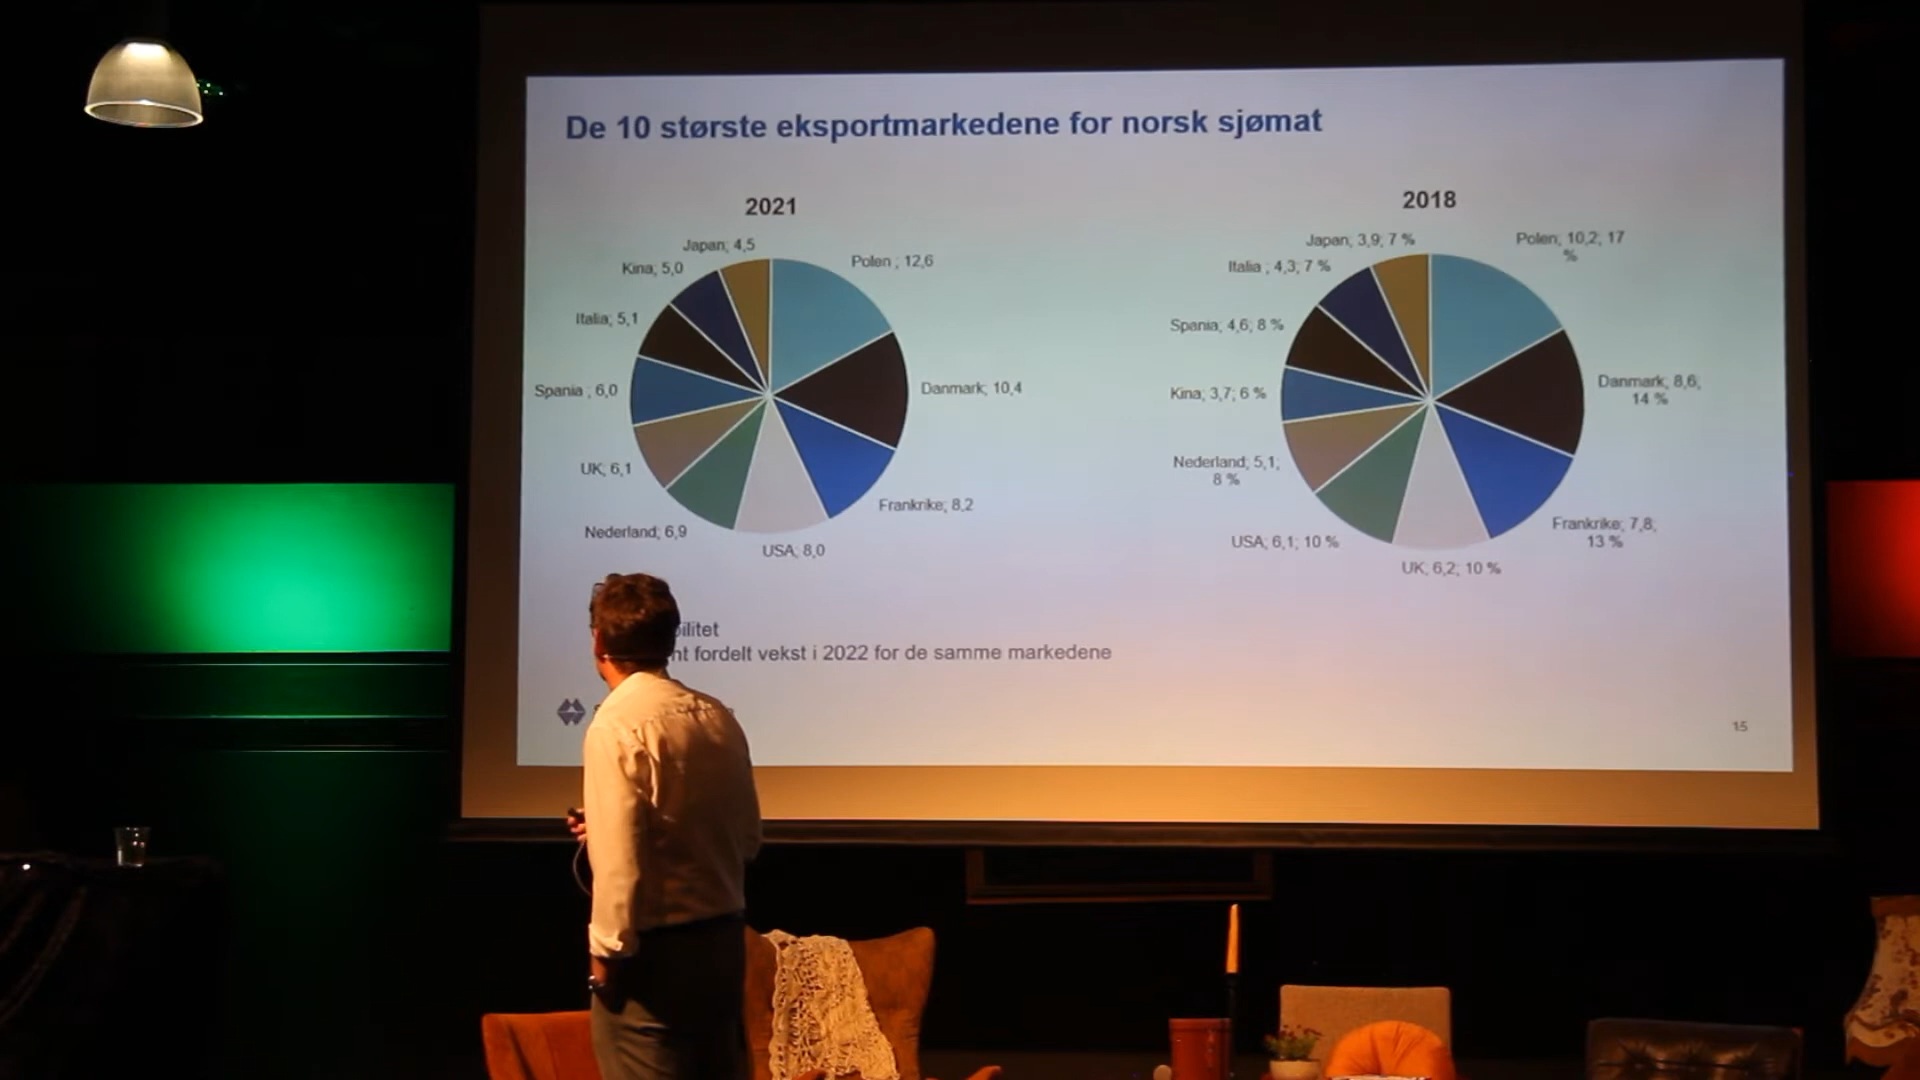 De 10 største eksportmarkedene for norsk sjømat
2021
Japan; 4,5
Polen ; 12,6
Kina; 5,0
Italia; 5,1
Danmark; 10,4
Spania ; 6,0
UK; 6,1
Frankrike; 8,2
Nederland; 6,9
USA; 8,0
2018
Japan; 3,9; 7 %
Polen; 10,2; 17
%
Italia ; 4,3; 7 %
Spania; 4,6; 8 %
Danmark; 8,6;
14 %
Kina; 3,7; 6 %
Nederland; 5,1;
8 %
Frankrike; 7,8;
13 %
USA; 6,1; 10 %
UK; 6,2; 10 %
fordelt vekst i 2022 for de samme markedene
15